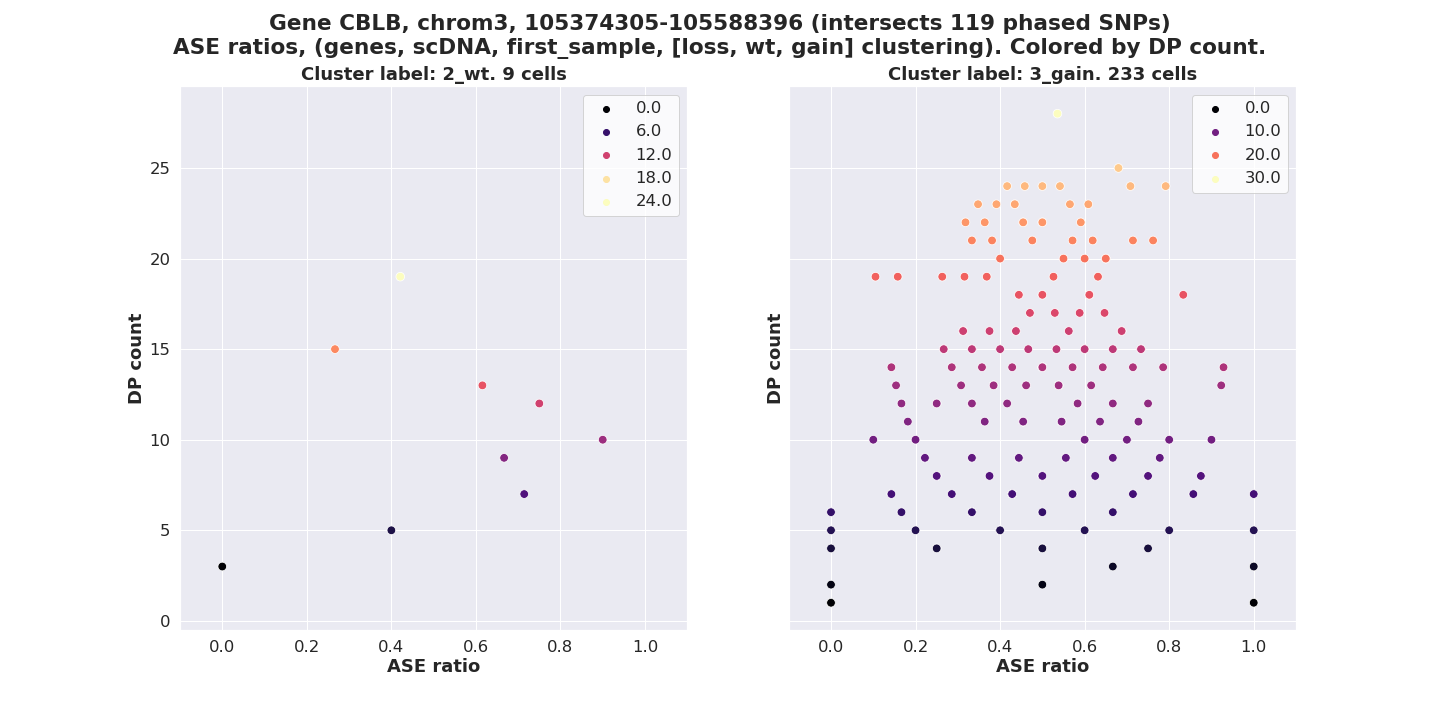 Gene CBLB, chrom3, 105374305-105588396 (intersects 119 phased SNPs)
ASE ratios, (genes, scDNA, first_sample, [loss, wt, gain] clustering). Colored by DP count.
Cluster label: 2_wt. 9 cells
0.0
6.0
12.0
18.0
24.0
25
20
15
10
5
0
DP count
0.0 0.2 0.4 0.6 0.8 1.0
ASE ratio
Cluster label: 3_gain. 233 cells
0.0
10.0
20.0
30.0
DP count
0.0 0.2 0.4 0.6 0.8 1.0
ASE ratio